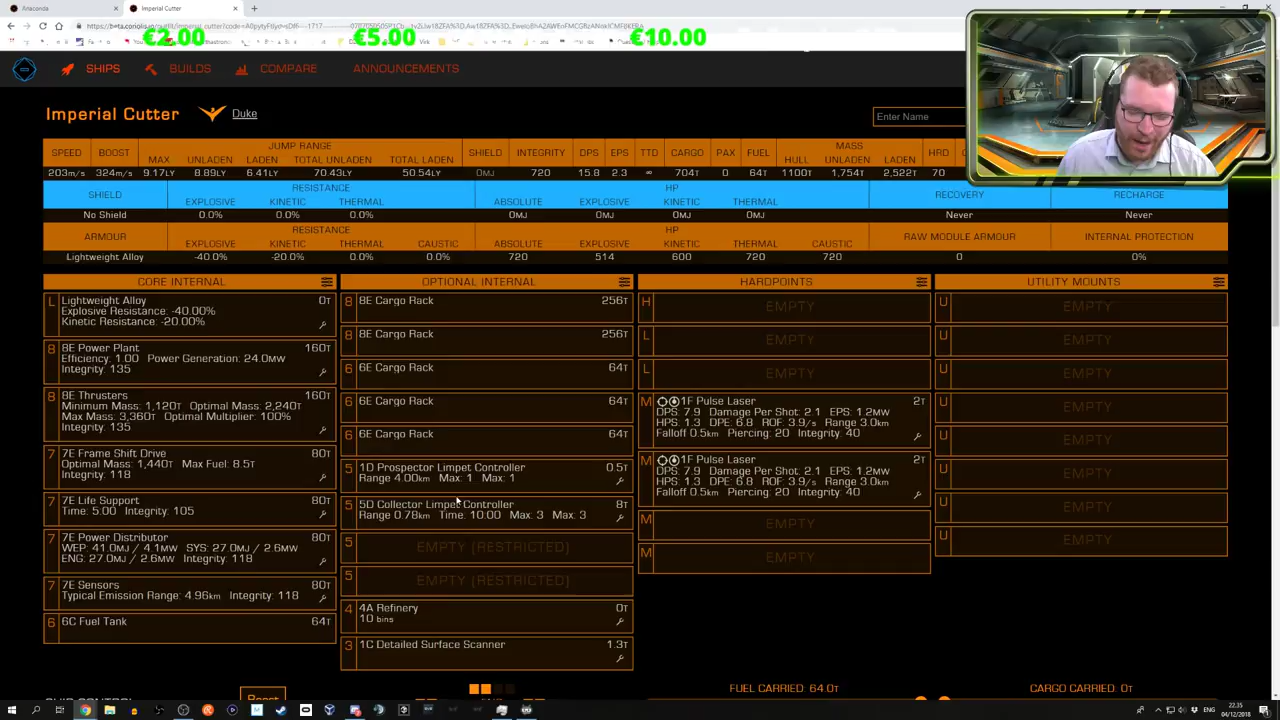 Anaconda
Imperial Cutter
https://beta.coriolis.io/outfit/imperial_cutter?code=
€2.00 €5.00 €10.00
SHIPS BUILDS COMPARE ANNOUNCEMENTS
Imperial Cutter Duke
Enter Name
SPEED BOOST JUMP RANGE SHIELD INTEGRITY DPS EPS TTD CARGO PAX FUEL MASS HRD
MAX UNLADEN LADEN TOTAL UNLADEN TOTAL LADEN HULL UNLADEN LADEN
203m/s 324m/s 9.17LY 8.89LY 6.41LY 70.43LY 50.54LY 0MJ 720 15.8 2.3 ∞ 704T 0 64T 1100T 1,754T 2,522T 70
SHIELD RESISTANCE HP RECOVERY RECHARGE
EXPLOSIVE KINETIC THERMAL ABSOLUTE EXPLOSIVE KINETIC THERMAL
No Shield 0.0% 0.0% 0.0% 0MJ 0MJ 0MJ 0MJ Never Never
ARMOUR RESISTANCE HP RAW MODULE ARMOUR INTERNAL PROTECTION
EXPLOSIVE KINETIC THERMAL CAUSTIC ABSOLUTE EXPLOSIVE KINETIC THERMAL CAUSTIC
Lightweight Alloy -40.0% -20.0% 0.0% 0.0% 720 514 600 720 720 0 0%
CORE INTERNAL
L Lightweight Alloy 0T
Explosive Resistance: -40.00%
Kinetic Resistance: -20.00%
8 8E Power Plant 160T
Efficiency: 1.00 Power Generation: 24.0MW
Integrity: 135
8 8E Thrusters 160T
Minimum Mass: 1,120T Optimal Mass: 2,240T
Max Mass: 3,360T Optimal Multiplier: 100%
Integrity: 135
7 7E Frame Shift Drive 80T
Optimal Mass: 1,440T Max Fuel: 8.5T
Integrity: 118
7 7E Life Support 80T
Time: 5:00 Integrity: 105
7 7E Power Distributor 80T
WEP: 41.0MJ / 4.1MW SYS: 27.0MJ / 2.6MW
ENG: 27.0MJ / 2.6MW Integrity: 118
7 7E Sensors 80T
Typical Emission Range: 4.96km Integrity: 118
6 6C Fuel Tank 64T
OPTIONAL INTERNAL
8 8E Cargo Rack 256T
8 8E Cargo Rack 256T
6 6E Cargo Rack 64T
6 6E Cargo Rack 64T
6 6E Cargo Rack 64T
5 1D Prospector Limpet Controller 0.5T
Range 4.00km Max: 1 Max: 1
5 5D Collector Limpet Controller 8T
Range 0.78km Time: 10:00 Max: 3 Max: 3
5 EMPTY (RESTRICTED)
5 EMPTY (RESTRICTED)
4 4A Refinery 0T
10 bins
3 1C Detailed Surface Scanner 1.3T
HARDPOINTS
H EMPTY
L EMPTY
L EMPTY
M 1F Pulse Laser 2T
DPS: 7.9 Damage Per Shot: 2.1 EPS: 1.2MW
HPS: 1.3 DPE: 6.8 ROF: 3.9/s Range 3.0km
Falloff 0.5km Piercing: 20 Integrity: 40
M 1F Pulse Laser 2T
DPS: 7.9 Damage Per Shot: 2.1 EPS: 1.2MW
HPS: 1.3 DPE: 6.8 ROF: 3.9/s Range 3.0km
Falloff 0.5km Piercing: 20 Integrity: 40
M EMPTY
M EMPTY
UTILITY MOUNTS
U EMPTY
U EMPTY
U EMPTY
U EMPTY
U EMPTY
U EMPTY
U EMPTY
U EMPTY
Boost
FUEL CARRIED: 64.0T CARGO CARRIED: 0T
22.35
04/12/2018